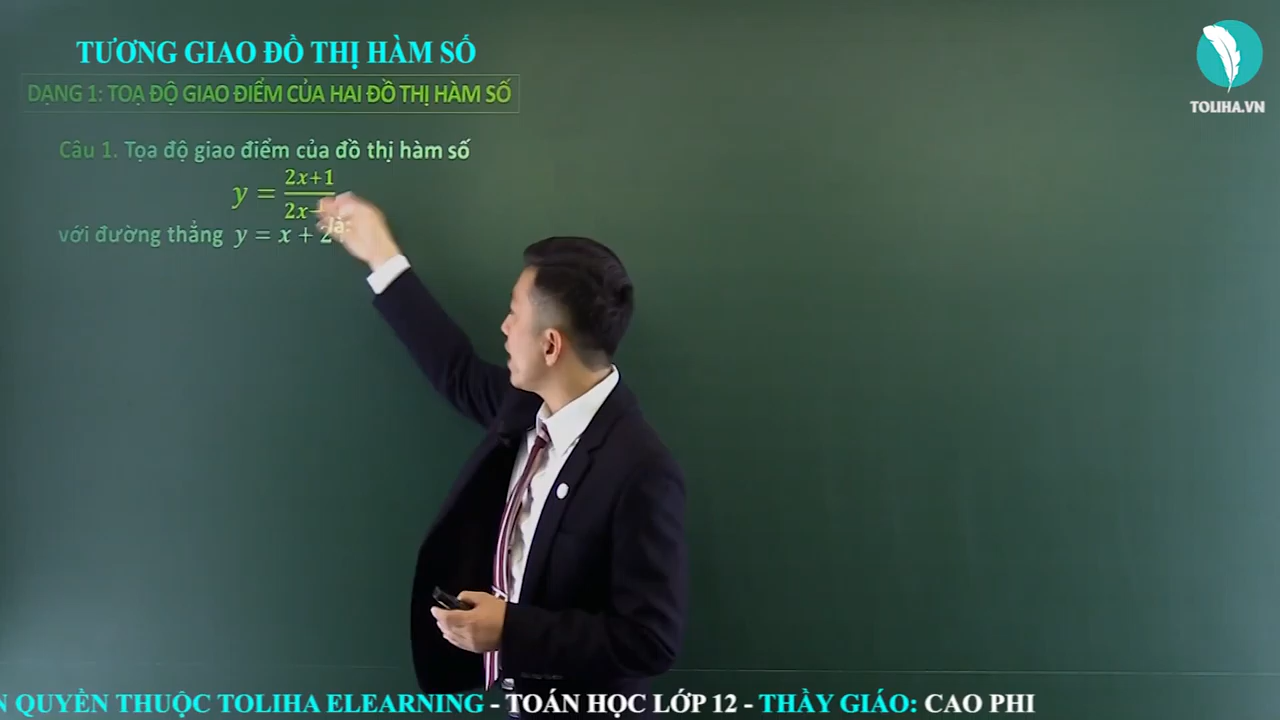 TƯƠNG GIAO ĐỒ THỊ HÀM SỐ
DẠNG 1: TOẠ ĐỘ GIAO ĐIỂM CỦA HAI ĐỒ THỊ HÀM SỐ
Câu 1. Tọa độ giao điểm của đồ thị hàm số
y = \frac{2x+1}{2x-}
với đường thẳng y = x + 2 là:
TOLIHA.VN
N QUYỀN THUỘC TOLIHA ELEARNING - TOÁN HỌC LỚP 12 - THẦY GIÁO: CAO PHI